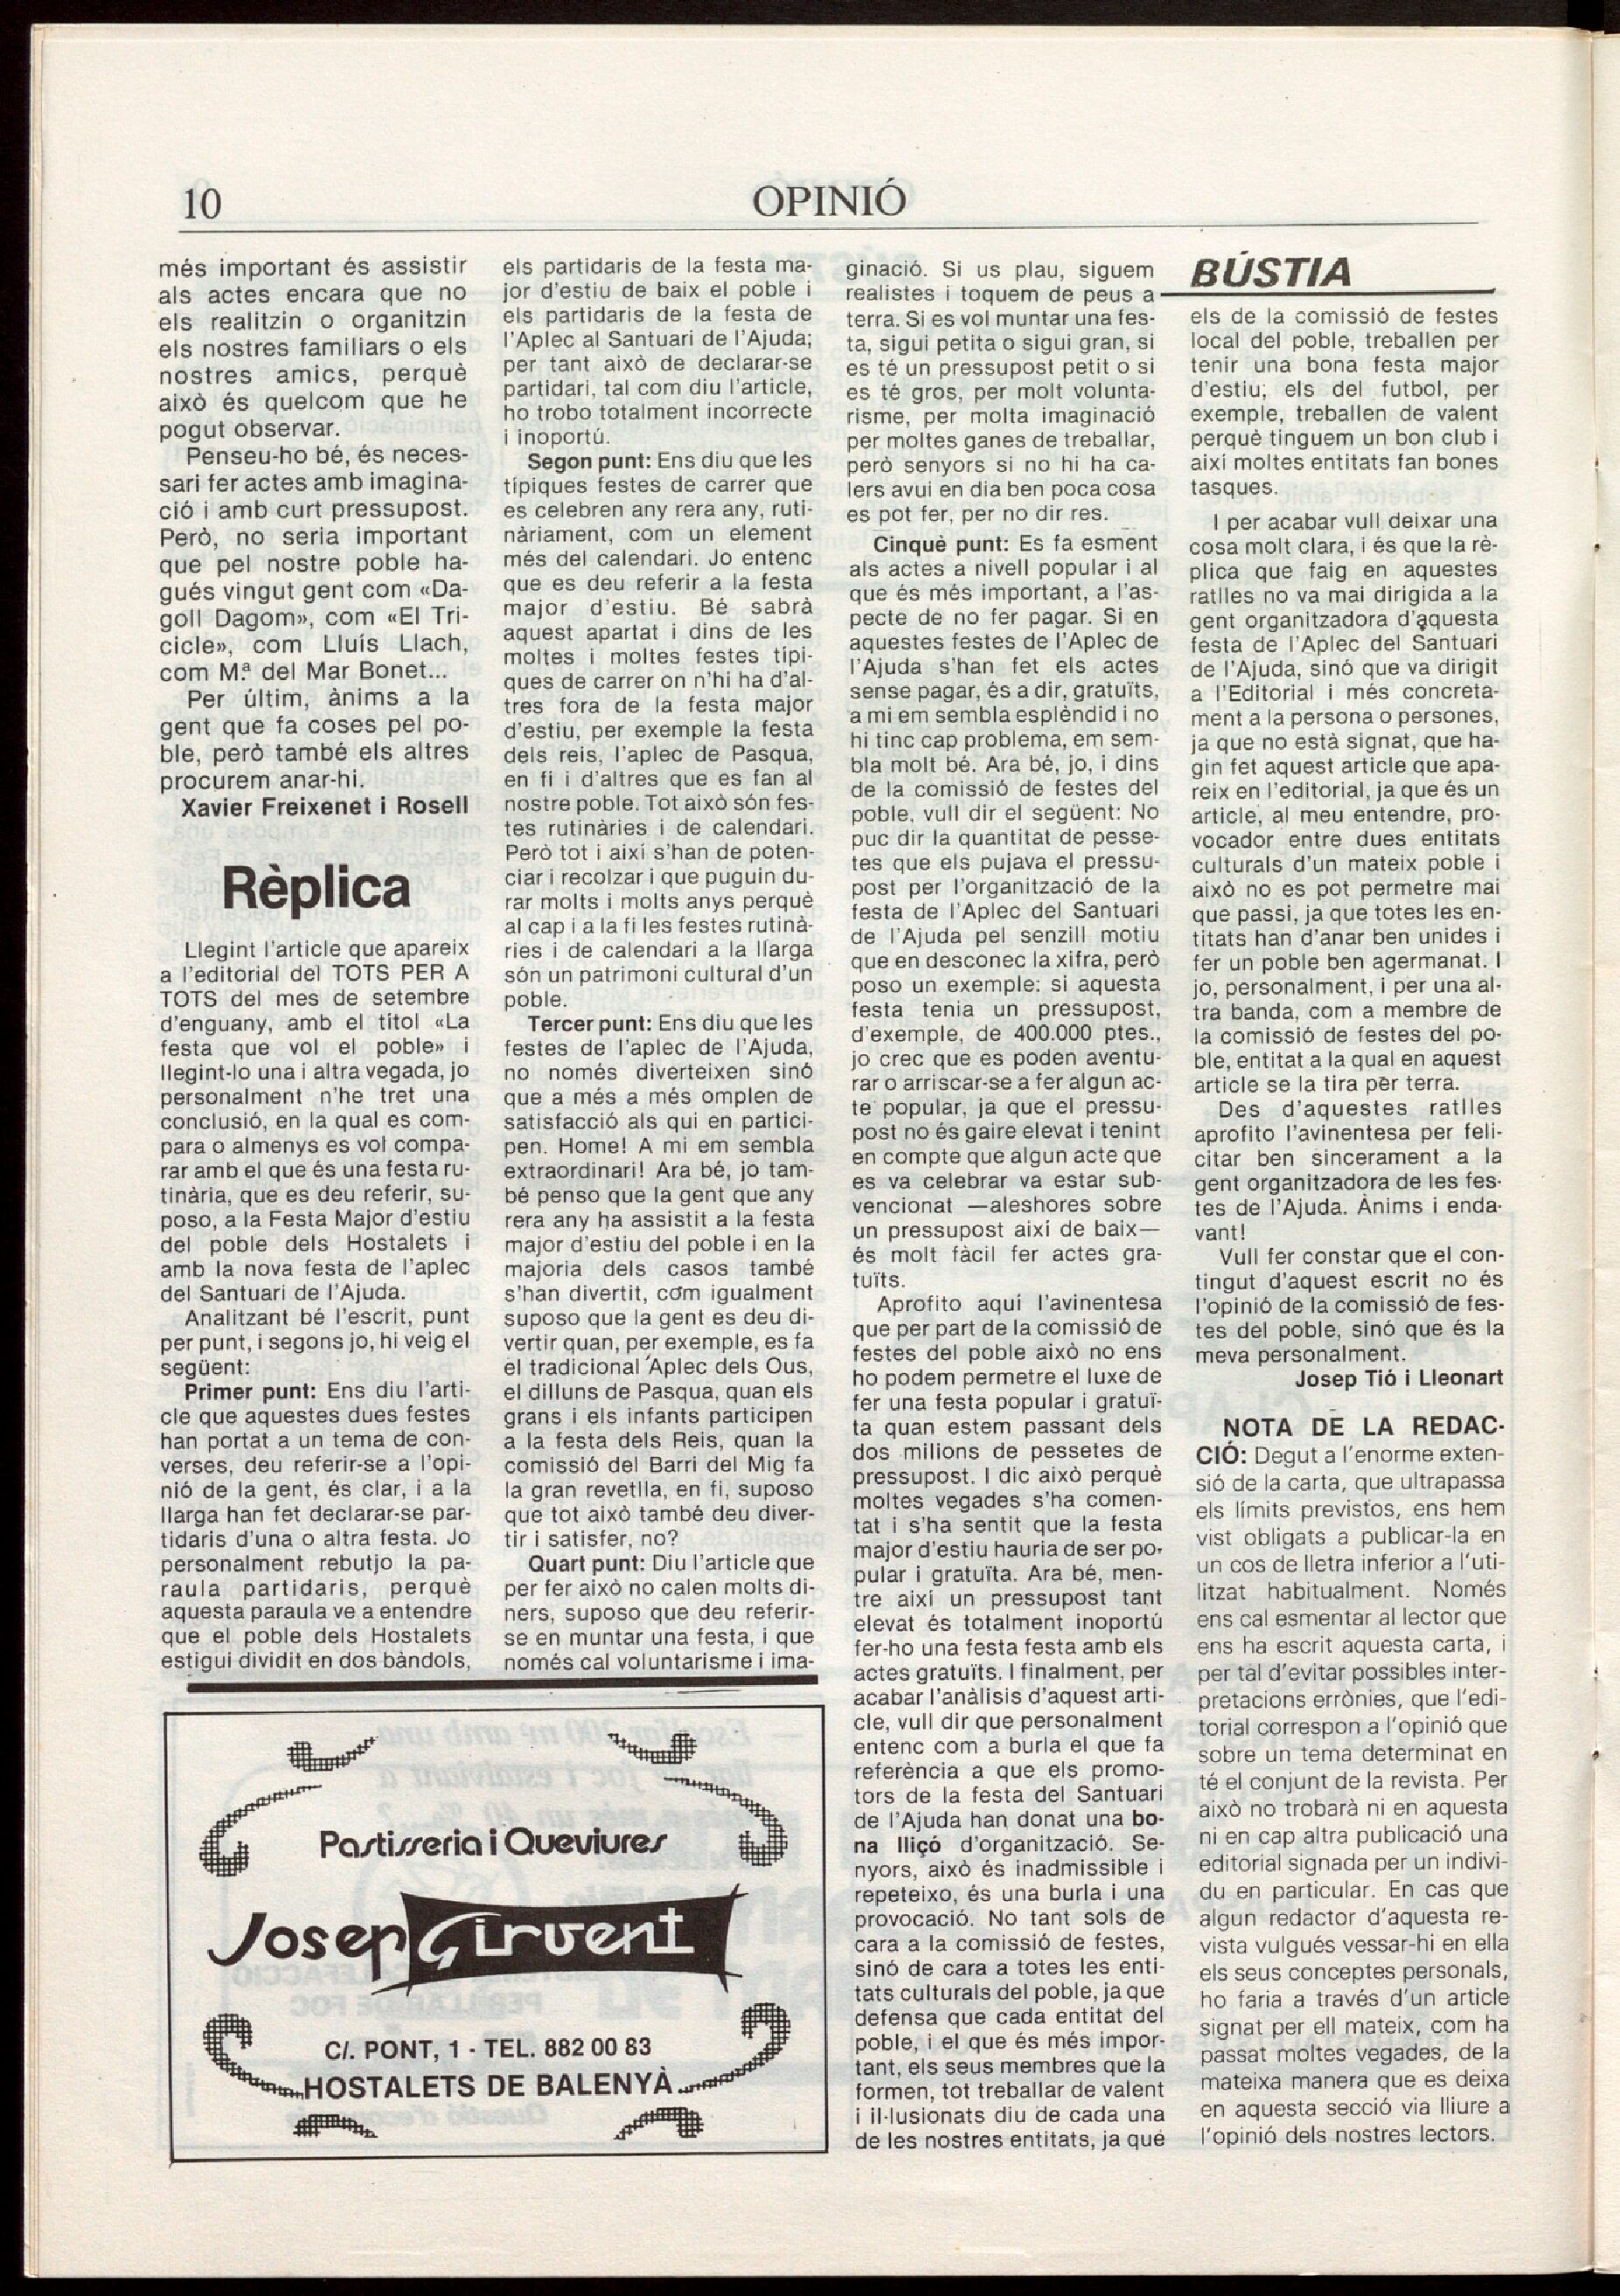 10
OPINIÓ
més important és assistir
als actes encara que no
els realitzin o organitzin
els nostres familiars o els
nostres amics, perquè
això és quelcom que he
pogut observar.
Penseu-ho bé, és neces-
sari fer actes amb imagina-
ció i amb curt pressupost.
Però, no seria important
que pel nostre poble ha-
gués vingut gent com «Da-
goll Dagom», com «El Tri-
cicle», com Lluís Llach,
com M.ª del Mar Bonet...
Per últim, ànims a la
gent que fa coses pel po-
ble, però també els altres
procurem anar-hi.
Xavier Freixenet i Rosell
Rèplica
Llegint l'article que apareix
a l'editorial del TOTS PER A
TOTS del mes de setembre
d'enguany, amb el títol «La
festa que vol el poble» i
llegint-lo una i altra vegada, jo
personalment n'he tret una
conclusió, en la qual es com-
para o almenys es vol compa-
rar amb el que és una festa ru-
tinària, que es deu referir, su-
poso, a la Festa Major d'estiu
del poble dels Hostalets i
amb la nova festa de l'aplec
del Santuari de l'Ajuda.
Analitzant bé l'escrit, punt
per punt, i segons jo, hi veig el
següent:
Primer punt: Ens diu l'arti-
cle que aquestes dues festes
han portat a un tema de con-
verses, deu referir-se a l'opi-
nió de la gent, és clar, i a la
llarga han fet declarar-se par-
tidaris d'una o altra festa. Jo
personalment rebutjo la pa-
raula partidaris, perquè
aquesta paraula ve a entendre
que el poble dels Hostalets
estigui dividit en dos bàndols,
els partidaris de la festa ma-
jor d'estiu de baix el poble i
els partidaris de la festa de
l'Aplec al Santuari de l'Ajuda;
per tant això de declarar-se
partidari, tal com diu l'article,
ho trobo totalment incorrecte
i inoportú.
Segon punt: Ens diu que les
típiques festes de carrer que
es celebren any rera any, ruti-
nàriament, com un element
més del calendari. Jo entenc
que es deu referir a la festa
major d'estiu. Bé sabrà
aquest apartat i dins de les
moltes i moltes festes típi-
ques de carrer on n'hi ha d'al-
tres fora de la festa major
d'estiu, per exemple la festa
dels reis, l'aplec de Pasqua,
en fi i d'altres que es fan al
nostre poble. Tot això són fes-
tes rutinàries i de calendari.
Però tot i així s'han de poten-
ciar i recolzar i que puguin du-
rar molts i molts anys perquè
al cap i a la fi les festes rutinà-
ries i de calendari a la llarga
són un patrimoni cultural d'un
poble.
Tercer punt: Ens diu que les
festes de l'aplec de l'Ajuda,
no només diverteixen sinó
que a més a més omplen de
satisfacció als qui en partici-
pen. Home! A mi em sembla
extraordinari! Ara bé, jo tam-
bé penso que la gent que any
rera any ha assistit a la festa
major d'estiu del poble i en la
majoria dels casos també
s'han divertit, com igualment
suposo que la gent es deu di-
vertir quan, per exemple, es fa
el tradicional Aplec dels Ous,
el dilluns de Pasqua, quan els
grans i els infants participen
a la festa dels Reis, quan la
comissió del Barri del Mig fa
la gran revetlla, en fi, suposo
que tot això també deu diver-
tir i satisfer, no?
Quart punt: Diu l'article que
per fer això no calen molts di-
ners, suposo que deu referir-
se en muntar una festa, i que
només cal voluntarisme i ima-
ginació. Si us plau, siguem
realistes i toquem de peus a
terra. Si es vol muntar una fes-
ta, sigui petita o sigui gran, si
es té un pressupost petit o si
es té gros, per molt volunta-
risme, per molta imaginació
per moltes ganes de treballar,
però senyors si no hi ha ca-
lers avui en dia ben poca cosa
es pot fer, per no dir res.
Cinquè punt: Es fa esment
als actes a nivell popular i al
que és més important, a l'as-
pecte de no fer pagar. Si en
aquestes festes de l'Aplec de
l'Ajuda s'han fet els actes
sense pagar, és a dir, gratuïts,
a mi em sembla esplèndid i no
hi tinc cap problema, em sem-
bla molt bé. Ara bé, jo, i dins
de la comissió de festes del
poble, vull dir el següent: No
puc dir la quantitat de pesse-
tes que els pujava el pressu-
post per l'organització de la
festa de l'Aplec del Santuari
de l'Ajuda pel senzill motiu
que en desconec la xifra, però
poso un exemple: si aquesta
festa tenia un pressupost,
d'exemple, de 400.000 ptes.,
jo crec que es poden aventu-
rar o arriscar-se a fer algun ac-
te popular, ja que el pressu-
post no és gaire elevat i tenint
en compte que algun acte que
es va celebrar va estar sub-
vencionat —aleshores sobre
un pressupost així de baix—
és molt fàcil fer actes gra-
tuïts.
Aprofito aquí l'avinentesa
que per part de la comissió de
festes del poble això no ens
ho podem permetre el luxe de
fer una festa popular i gratuï-
ta quan estem passant dels
dos milions de pessetes de
pressupost. I dic això perquè
moltes vegades s'ha comen-
tat i s'ha sentit que la festa
major d'estiu hauria de ser po-
pular i gratuïta. Ara bé, men-
tre així un pressupost tant
elevat és totalment inoportú
fer-ho una festa festa amb els
actes gratuïts. I finalment, per
acabar l'anàlisis d'aquest arti-
cle, vull dir que personalment
entenc com a burla el que fa
referència a que els promo-
tors de la festa del Santuari
de l'Ajuda han donat una bo-
na lliçó d'organització. Se-
nyors, això és inadmissible i
repeteixo, és una burla i una
provocació. No tant sols de
cara a la comissió de festes,
sinó de cara a totes les enti-
tats culturals del poble, ja que
defensa que cada entitat del
poble, i el que és més impor-
tant, els seus membres que la
formen, tot treballar de valent
i il·lusionats diu de cada una
de les nostres entitats, ja que
BÚSTIA
els de la comissió de festes
local del poble, treballen per
tenir una bona festa major
d'estiu; els del futbol, per
exemple, treballen de valent
perquè tinguem un bon club i
així moltes entitats fan bones
tasques.
I per acabar vull deixar una
cosa molt clara, i és que la rè-
plica que faig en aquestes
ratlles no va mai dirigida a la
gent organitzadora d'aquesta
festa de l'Aplec del Santuari
de l'Ajuda, sinó que va dirigit
a l'Editorial i més concreta-
ment a la persona o persones,
ja que no està signat, que ha-
gin fet aquest article que apa-
reix en l'editorial, ja que és un
article, al meu entendre, pro-
vocador entre dues entitats
culturals d'un mateix poble i
això no es pot permetre mai
que passi, ja que totes les en-
titats han d'anar ben unides i
fer un poble ben agermanat. I
jo, personalment, i per una al-
tra banda, com a membre de
la comissió de festes del po-
ble, entitat a la qual en aquest
article se la tira per terra.
Des d'aquestes ratlles
aprofito l'avinentesa per feli-
citar ben sincerament a la
gent organitzadora de les fes-
tes de l'Ajuda. Ànims i enda-
vant!
Vull fer constar que el con-
tingut d'aquest escrit no és
l'opinió de la comissió de fes-
tes del poble, sinó que és la
meva personalment.
Josep Tió i Lleonart
NOTA DE LA REDAC-
CIÓ: Degut a l'enorme exten-
sió de la carta, que ultrapassa
els límits previstos, ens hem
vist obligats a publicar-la en
un cos de lletra inferior a l'uti-
litzat habitualment. Només
ens cal esmentar al lector que
ens ha escrit aquesta carta, i
per tal d'evitar possibles inter-
pretacions errònies, que l'edi-
torial correspon a l'opinió que
sobre un tema determinat en
té el conjunt de la revista. Per
això no trobarà ni en aquesta
ni en cap altra publicació una
editorial signada per un indivi-
du en particular. En cas que
algun redactor d'aquesta re-
vista vulgués vessar-hi en ella
els seus conceptes personals,
ho faria a través d'un article
signat per ell mateix, com ha
passat moltes vegades, de la
mateixa manera que es deixa
en aquesta secció via lliure a
l'opinió dels nostres lectors.
Pastisseria i Queviures
Josep Girvent
C/. PONT, 1 - TEL. 882 00 83
HOSTALETS DE BALENYÀ